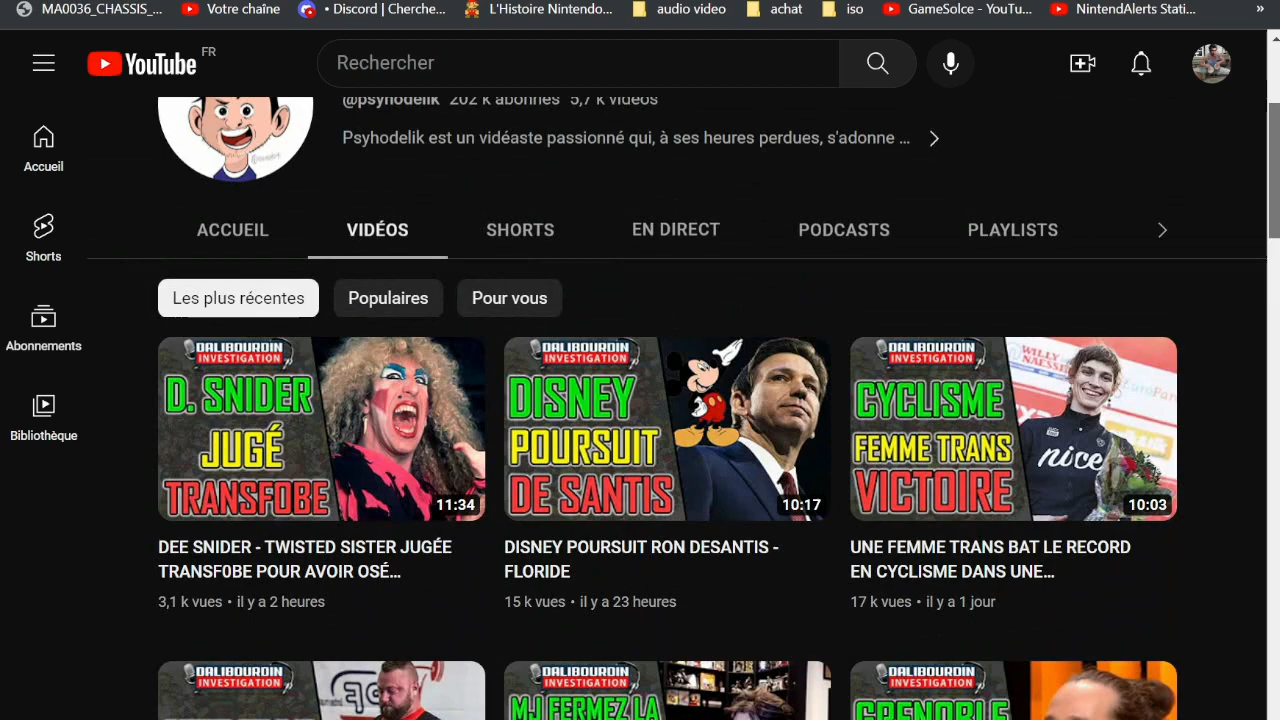 MA0036_CHASSIS_... Votre chaîne • Discord | Cherche... L'Histoire Nintendo... audio video achat iso GameSolce - YouTu... NintendAlerts Stati... »
YouTube FR
Rechercher
@psyhodelik 202 k abonnés 5,7 k vidéos
Psyhodelik est un vidéaste passionné qui, à ses heures perdues, s'adonne ...
Accueil
Shorts
Abonnements
Bibliothèque
ACCUEIL VIDÉOS SHORTS EN DIRECT PODCASTS PLAYLISTS
Les plus récentes Populaires Pour vous
DALIBOURDIN
INVESTIGATION
D. SNIDER
JUGÉ
TRANSFOBE
11:34
DEE SNIDER - TWISTED SISTER JUGÉE
TRANSF0BE POUR AVOIR OSÉ...
3,1 k vues • il y a 2 heures
DALIBOURDIN
INVESTIGATION
DISNEY
POURSUIT
DE SANTIS
10:17
DISNEY POURSUIT RON DESANTIS -
FLORIDE
15 k vues • il y a 23 heures
DALIBOURDIN
INVESTIGATION
CYCLISME
FEMME TRANS
VICTOIRE
nice
10:03
UNE FEMME TRANS BAT LE RECORD
EN CYCLISME DANS UNE...
17 k vues • il y a 1 jour
DALIBOURDIN
INVESTIGATION
DALIBOURDIN
INVESTIGATION
MJ FERMEZ LA
DALIBOURDIN
INVESTIGATION
GRENOBLE